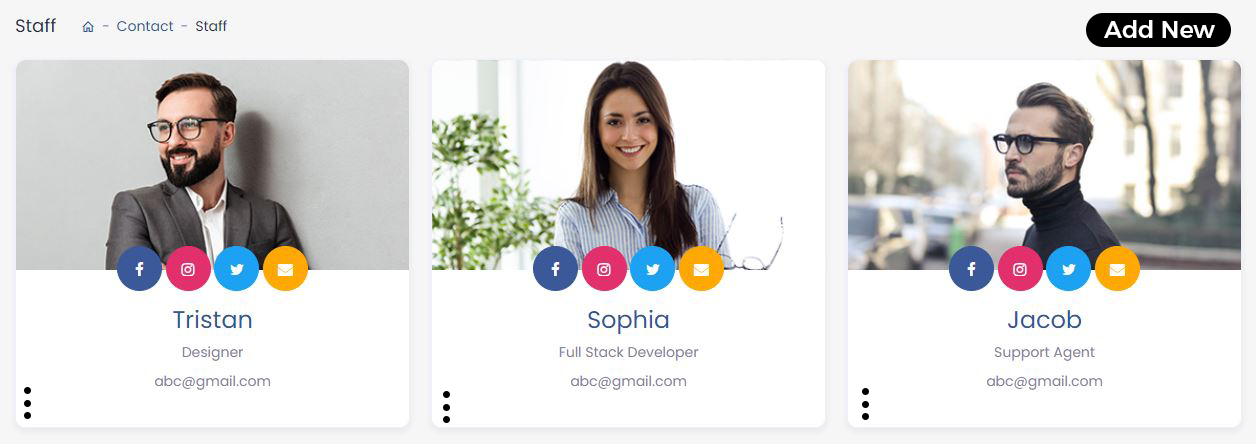 Staff - Contact - Staff
Add New
Tristan
Designer
abc@gmail.com
Sophia
Full Stack Developer
abc@gmail.com
Jacob
Support Agent
abc@gmail.com